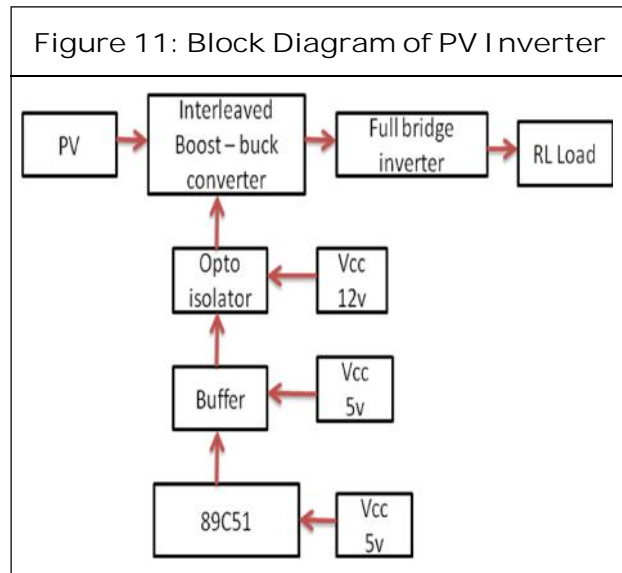 Figure 11: Block Diagram of PV Inverter
PV
Interleaved
Boost – buck
converter
Full bridge
inverter
RL Load
Opto
isolator
Vcc
12v
Buffer
Vcc
5v
89C51
Vcc
5v